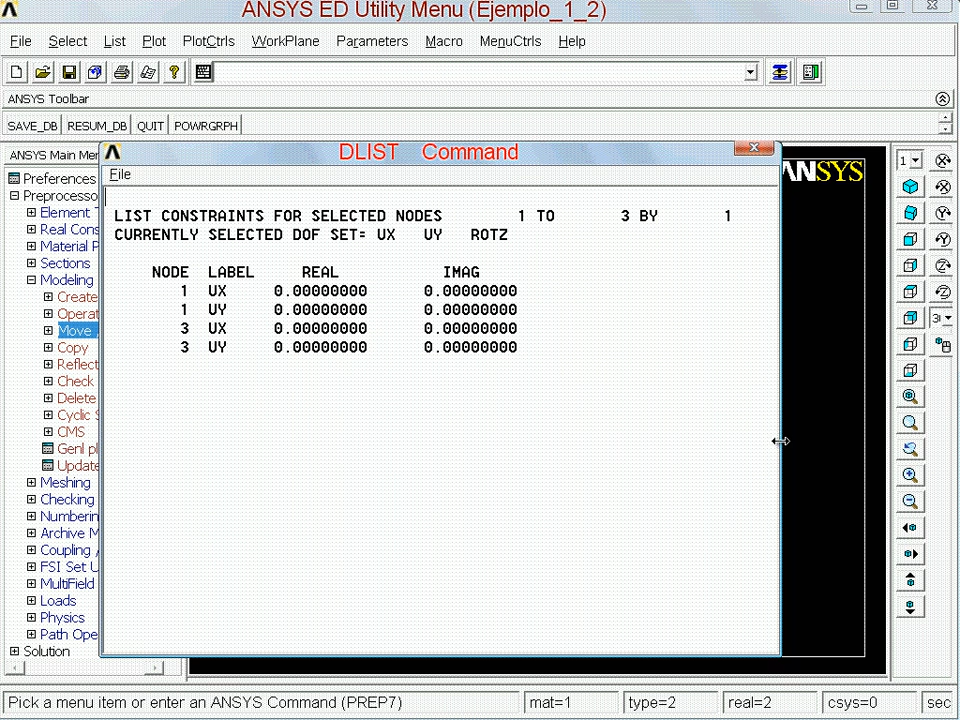 ANSYS ED Utility Menu (Ejemplo_1_2)
File Select List Plot PlotCtrls WorkPlane Parameters Macro MenuCtrls Help
ANSYS Toolbar
SAVE_DB RESUM_DB QUIT POWRGRPH
ANSYS Main Men
DLIST Command
File
ANSYS
1
Preferences
Preprocesso
Element T
Real Cons
Material P
Sections
Modeling
Create
Operat
Move /
Copy
Reflect
Check
Delete
Cyclic S
CMS
Genl pl
Update
Meshing
Checking
Numberin
Archive M
Coupling /
FSI Set U
MultiField
Loads
Physics
Path Ope
Solution
LIST CONSTRAINTS FOR SELECTED NODES 1 TO 3 BY 1
CURRENTLY SELECTED DOF SET= UX UY ROTZ
NODE LABEL REAL IMAG
1 UX 0.00000000 0.00000000
1 UY 0.00000000 0.00000000
3 UX 0.00000000 0.00000000
3 UY 0.00000000 0.00000000
Pick a menu item or enter an ANSYS Command (PREP7) mat=1 type=2 real=2 csys=0 sec